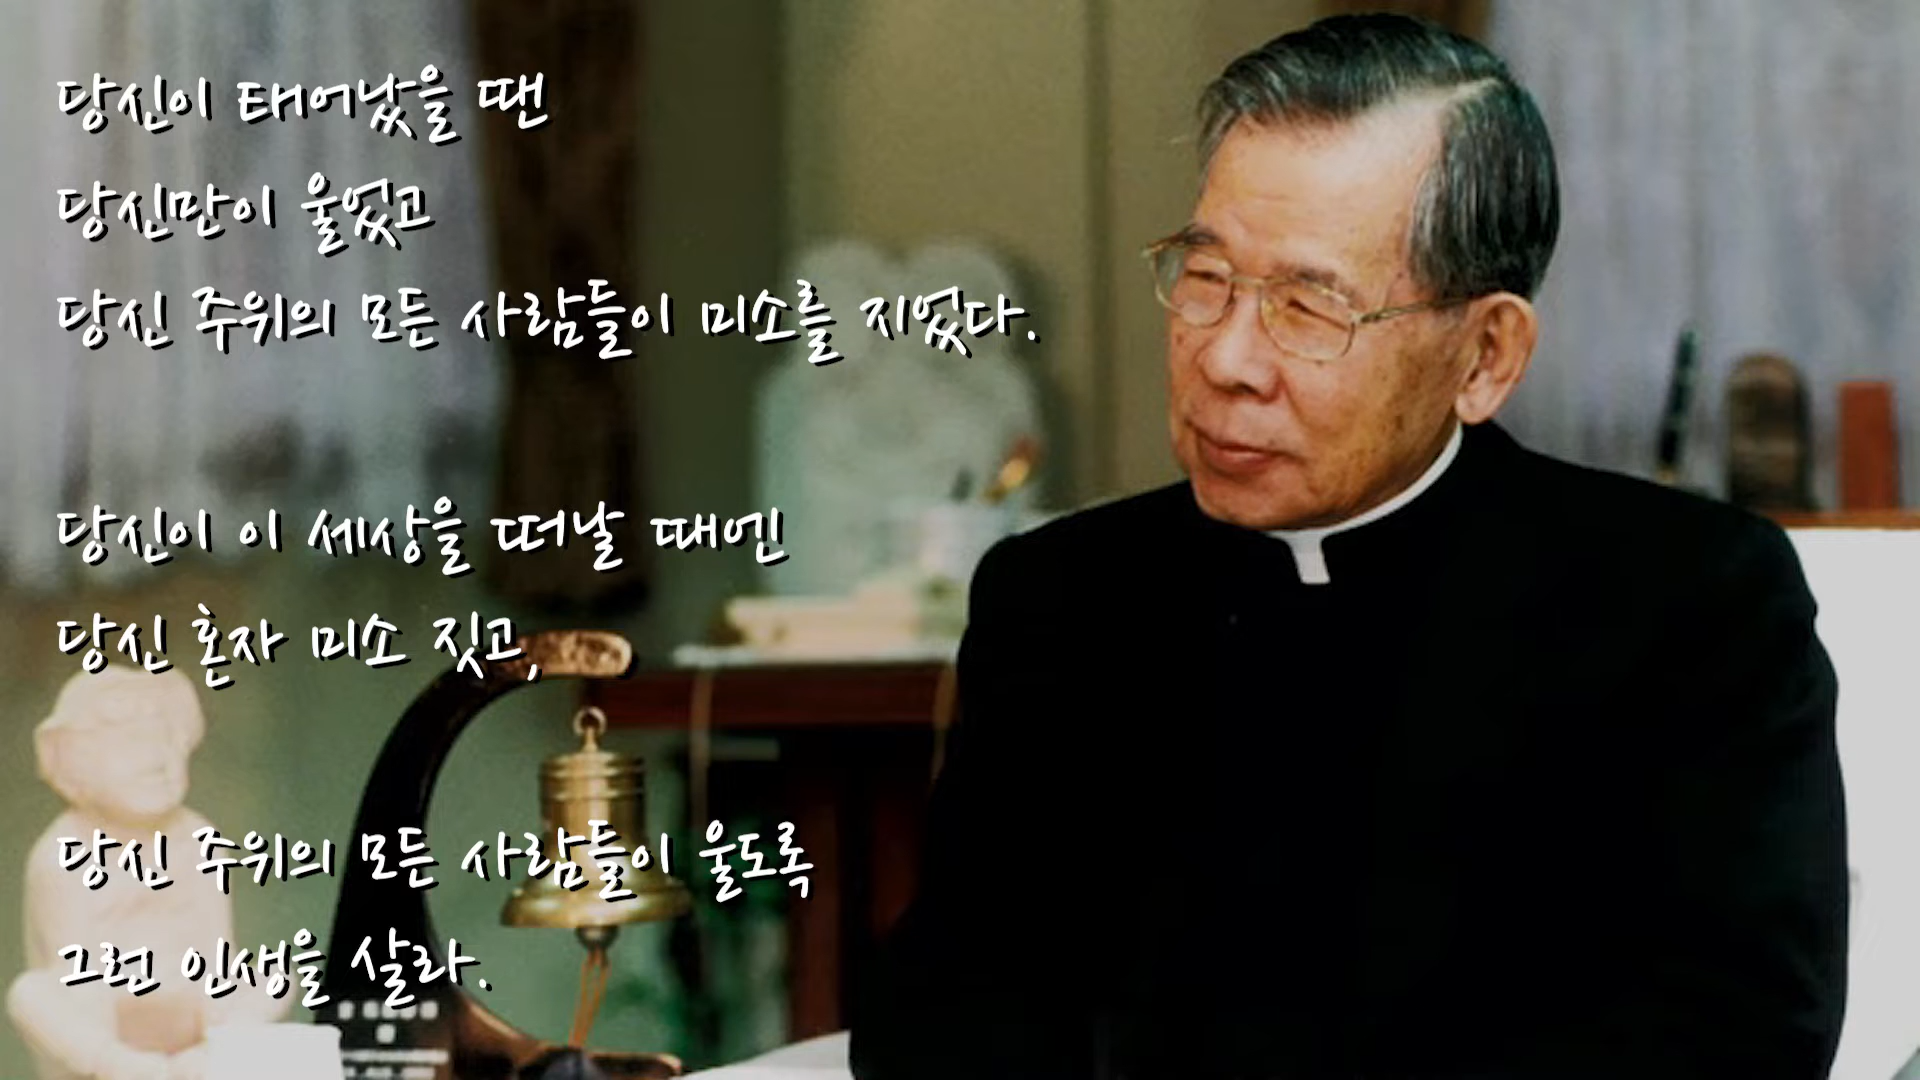 당신이 태어났을 땐
당신만이 울었고
당신 주위의 모든 사람들이 미소를 지었다.
당신이 이 세상을 떠날 때엔
당신 혼자 미소 짓고,
당신 주위의 모든 사람들이 울도록
그런 인생을 살라.